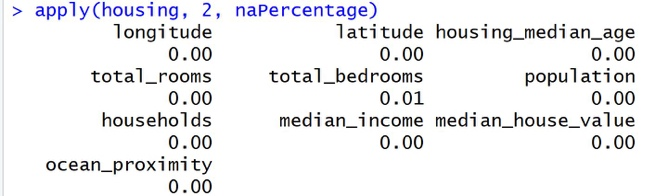 > apply(housing, 2, naPercentage)
longitude latitude housing_median_age
0.00 0.00 0.00
total_rooms total_bedrooms population
0.00 0.01 0.00
households median_income median_house_value
0.00 0.00 0.00
ocean_proximity
0.00